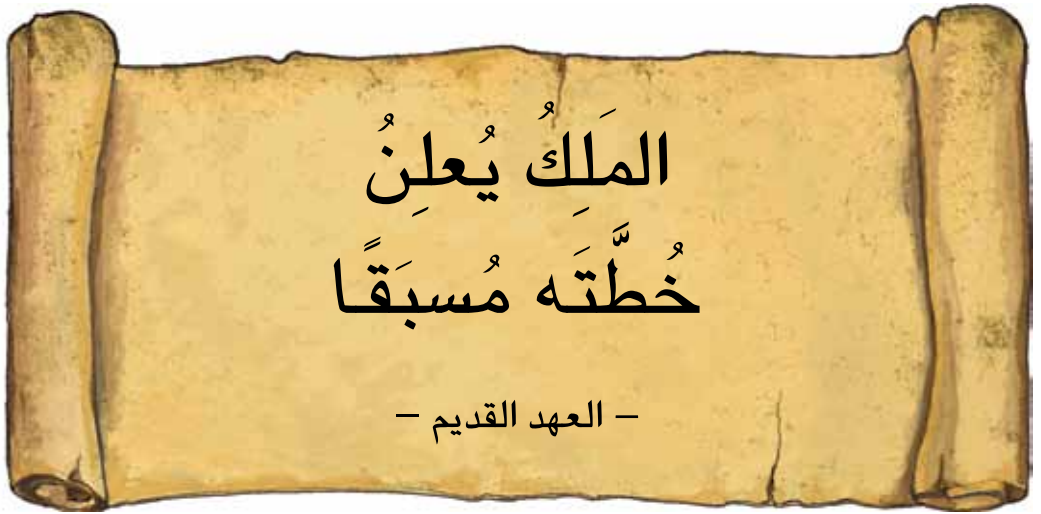 المَلِكُ يُعلِنُ
خُطَّتَه مُسبَقًا
– العهد القديم –